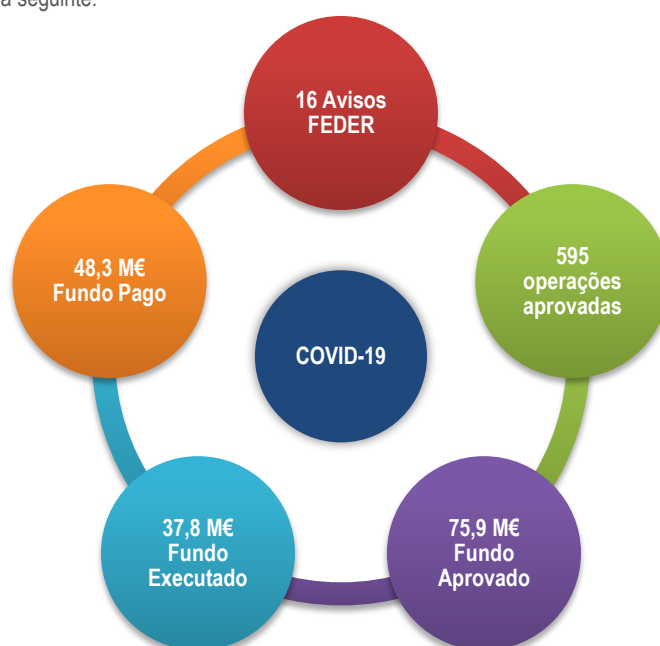 a seguinte:
16 Avisos
FEDER
595
operações
aprovadas
75,9 M€
Fundo
Aprovado
37,8 M€
Fundo
Executado
48,3 M€
Fundo Pago
COVID-19